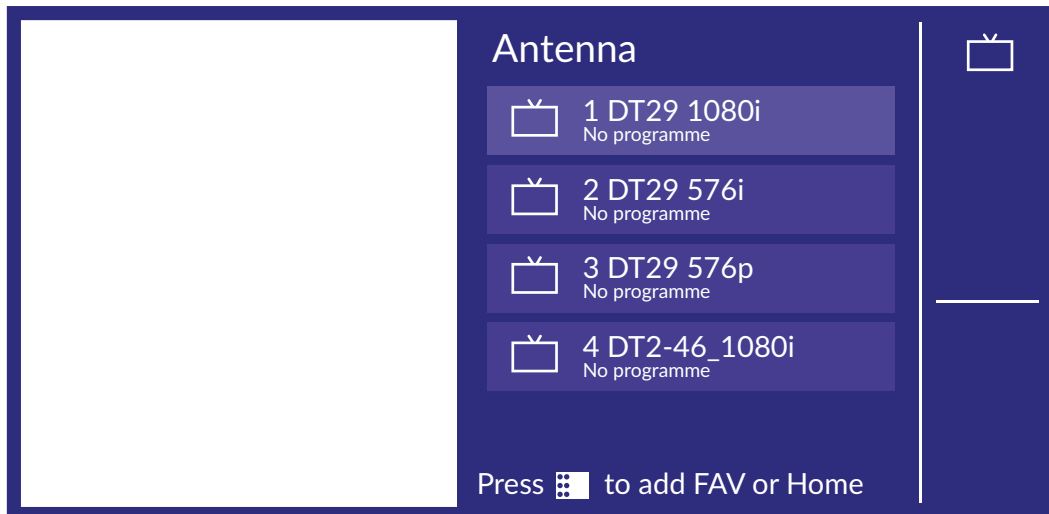 Antenna
1 DT29 1080i
No programme
2 DT29 576i
No programme
3 DT29 576p
No programme
4 DT2-46_1080i
No programme
Press to add FAV or Home